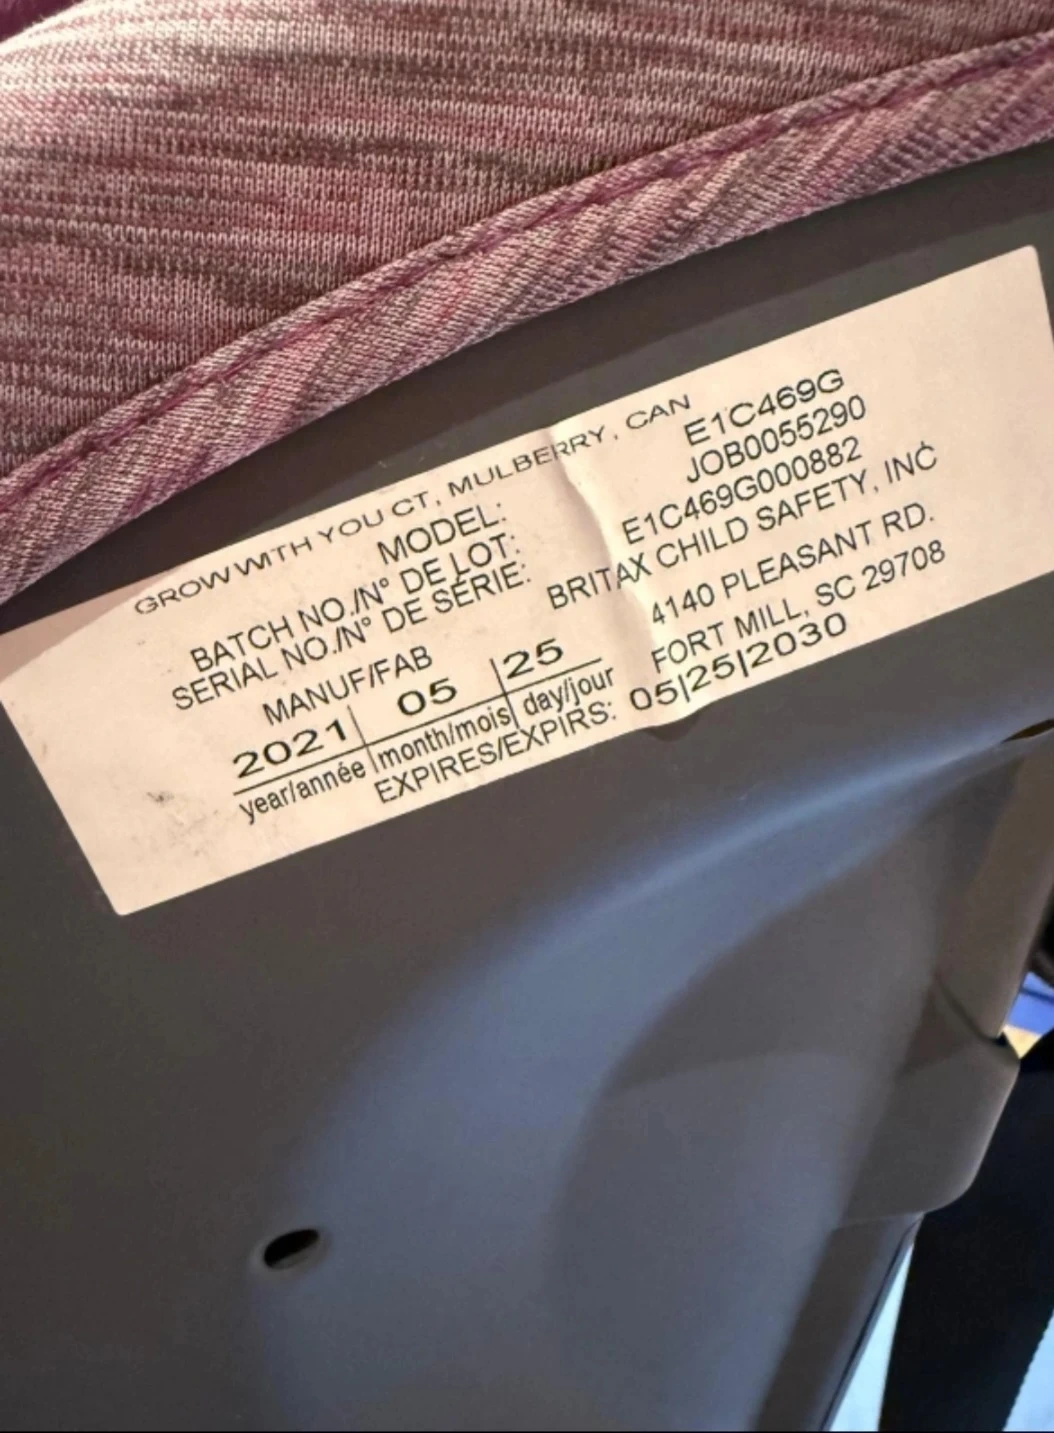 GROW WITH YOU CT, MULBERRY, CAN
MODEL: E1C469G
BATCH NO./N° DE LOT: JOB0055290
SERIAL NO./N° DE SÉRIE: E1C469G000882
MANUF/FAB BRITAX CHILD SAFETY, INC
2021 | 05 | 25 4140 PLEASANT RD.
year/année | month/mois | day/jour FORT MILL, SC 29708
EXPIRES/EXPIRS: 05|25|2030